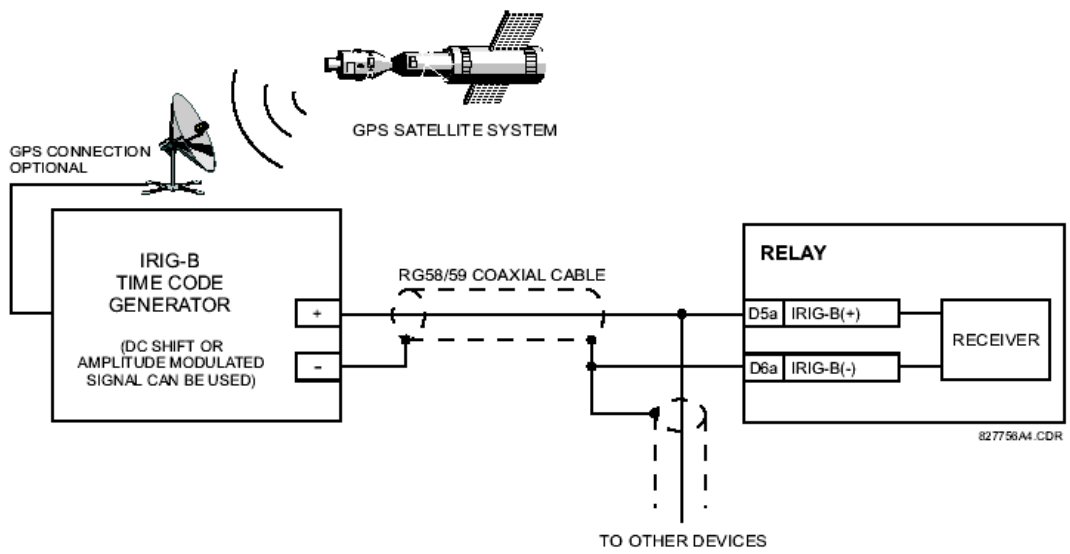 GPS SATELLITE SYSTEM
GPS CONNECTION
OPTIONAL
IRIG-B
TIME CODE
GENERATOR
(DC SHIFT OR
AMPLITUDE MODULATED
SIGNAL CAN BE USED)
+
–
RG58/59 COAXIAL CABLE
RELAY
D5a IRIG-B(+)
D6a IRIG-B(-)
RECEIVER
827756A4.CDR
TO OTHER DEVICES